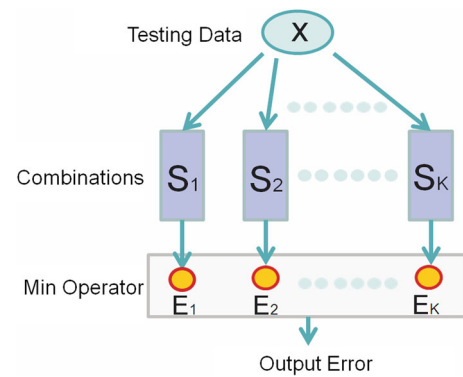 Testing Data X
Combinations S1 S2 SK
Min Operator E1 E2 EK
Output Error